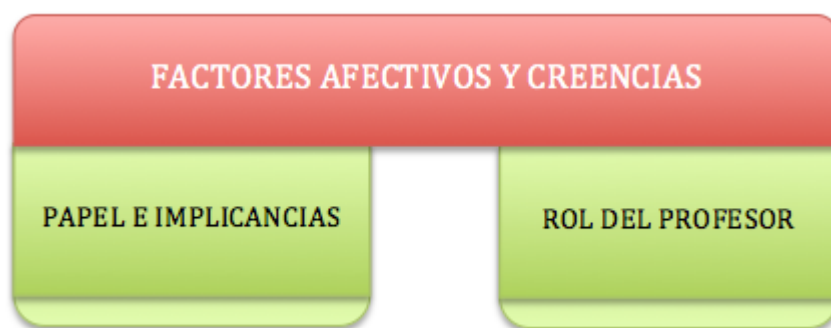 FACTORES AFECTIVOS Y CREENCIAS
PAPEL E IMPLICANCIAS
ROL DEL PROFESOR